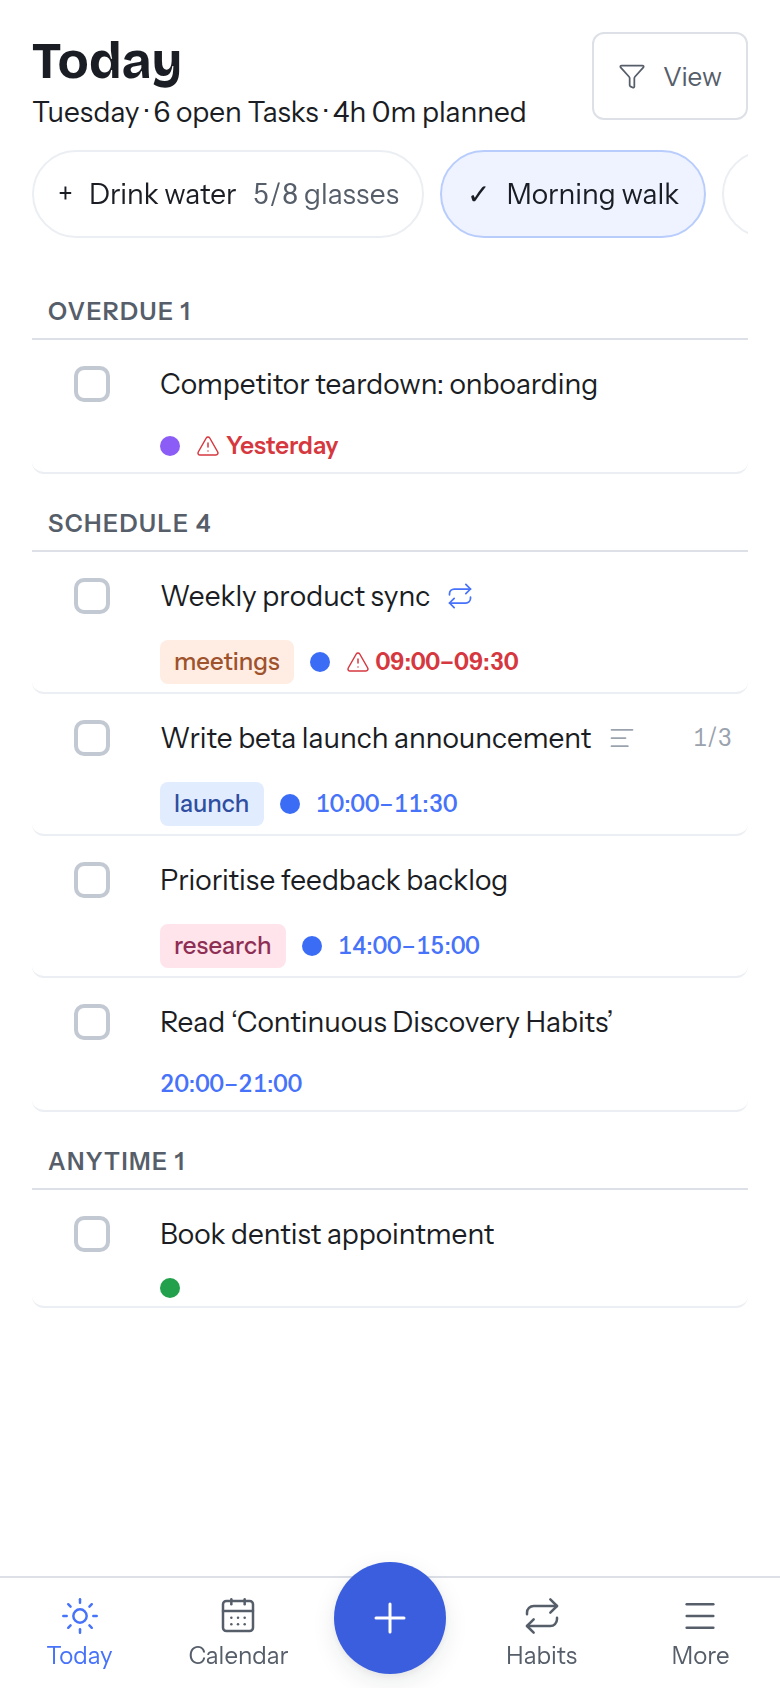 Today
View
Tuesday · 6 open Tasks · 4h 0m planned
+ Drink water 5/8 glasses
✓ Morning walk
OVERDUE 1
Competitor teardown: onboarding
Yesterday
SCHEDULE 4
Weekly product sync
meetings 09:00–09:30
Write beta launch announcement 1/3
launch 10:00–11:30
Prioritise feedback backlog
research 14:00–15:00
Read ‘Continuous Discovery Habits’
20:00–21:00
ANYTIME 1
Book dentist appointment
Today Calendar Habits More